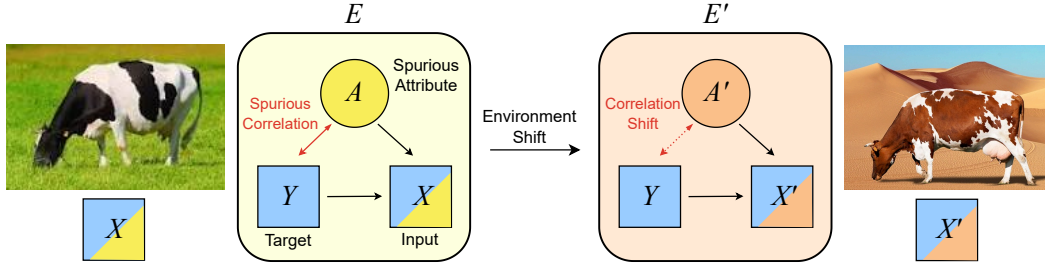 E
E′
A
Spurious
Attribute
Spurious
Correlation
Y
X
Target
Input
X
Environment
Shift
A′
Correlation
Shift
Y
X′
X′